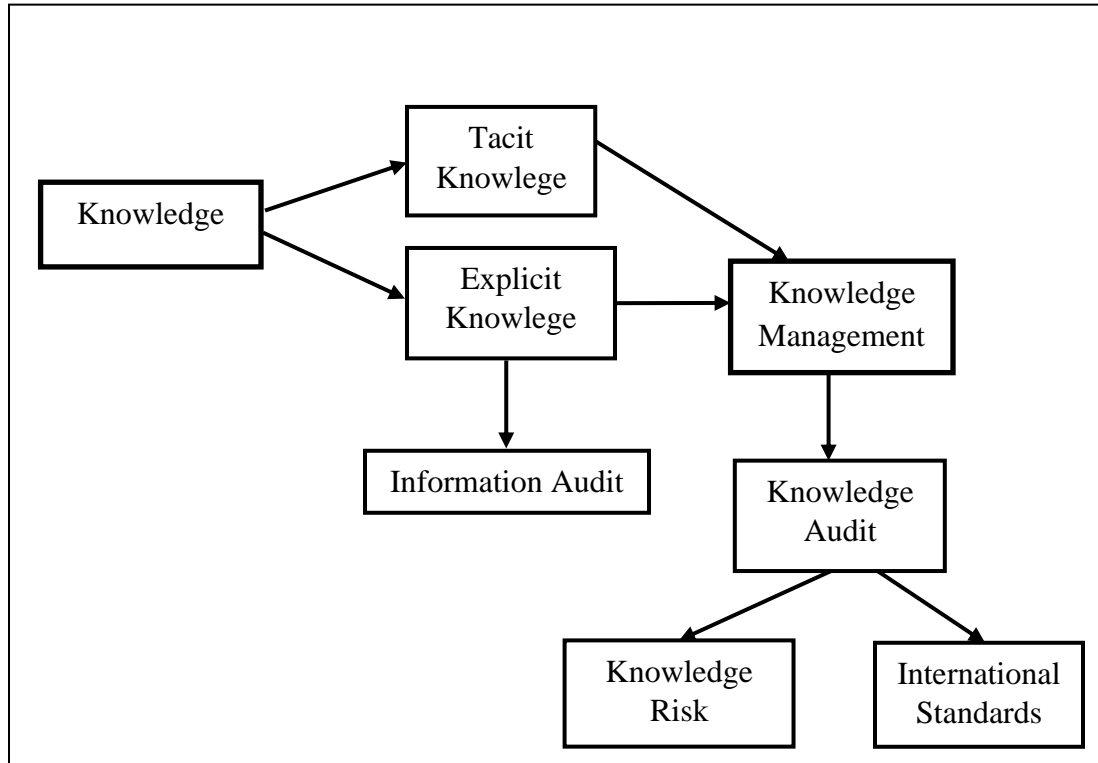 Tacit
Knowlege
Knowledge
Explicit
Knowlege
Knowledge
Management
Information Audit
Knowledge
Audit
Knowledge
Risk
International
Standards